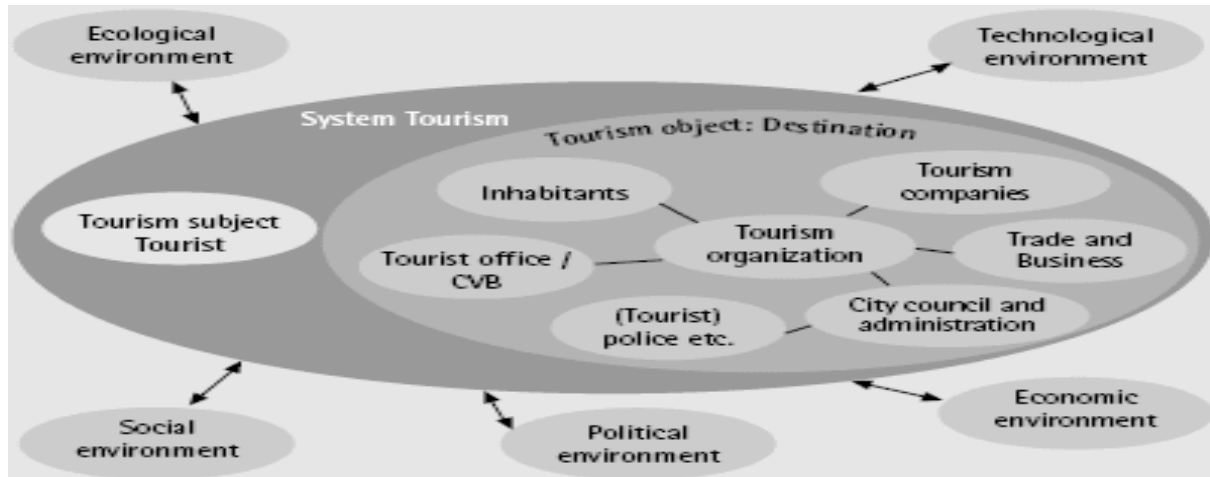 Ecological
environment
Technological
environment
System Tourism
Tourism object: Destination
Inhabitants
Tourism
companies
Tourism subject
Tourist
Tourism
organization
Trade and
Business
Tourist office /
CVB
(Tourist)
police etc.
City council and
administration
Social
environment
Political
environment
Economic
environment